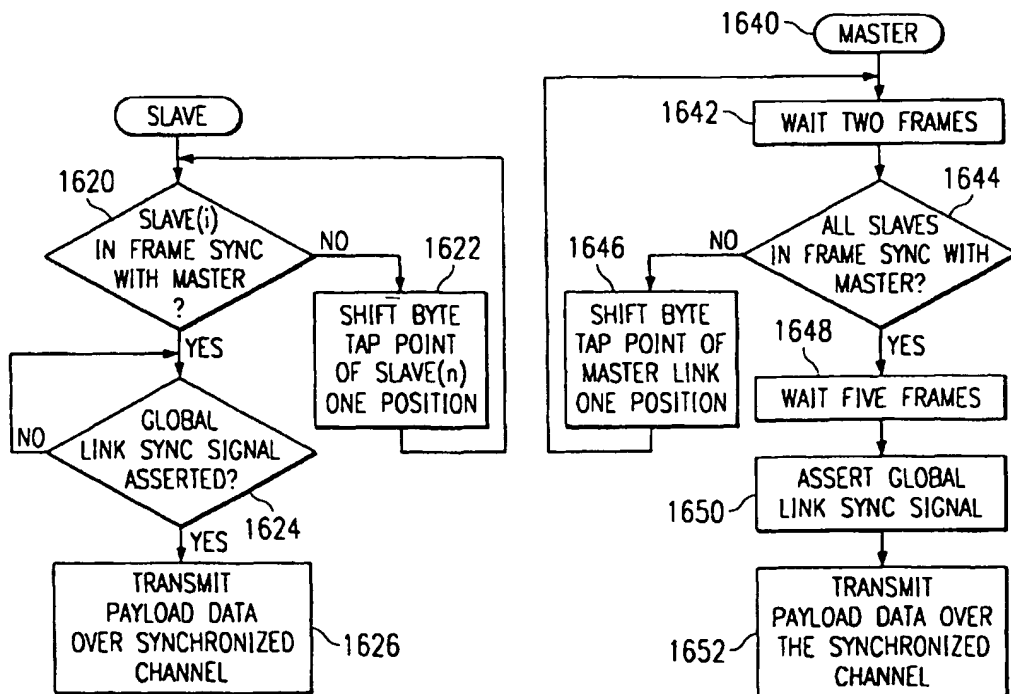 SLAVE
1620
SLAVE(i)
IN FRAME SYNC
WITH MASTER
?
NO
1622
SHIFT BYTE
TAP POINT
OF SLAVE(n)
ONE POSITION
YES
GLOBAL
LINK SYNC SIGNAL
ASSERTED?
NO
1624
YES
TRANSMIT
PAYLOAD DATA
OVER SYNCHRONIZED
CHANNEL
1626
1640
MASTER
1642
WAIT TWO FRAMES
1644
ALL SLAVES
IN FRAME SYNC WITH
MASTER?
NO
1646
SHIFT BYTE
TAP POINT OF
MASTER LINK
ONE POSITION
YES
1648
WAIT FIVE FRAMES
ASSERT GLOBAL
LINK SYNC SIGNAL
1650
TRANSMIT
PAYLOAD DATA OVER
THE SYNCHRONIZED
CHANNEL
1652